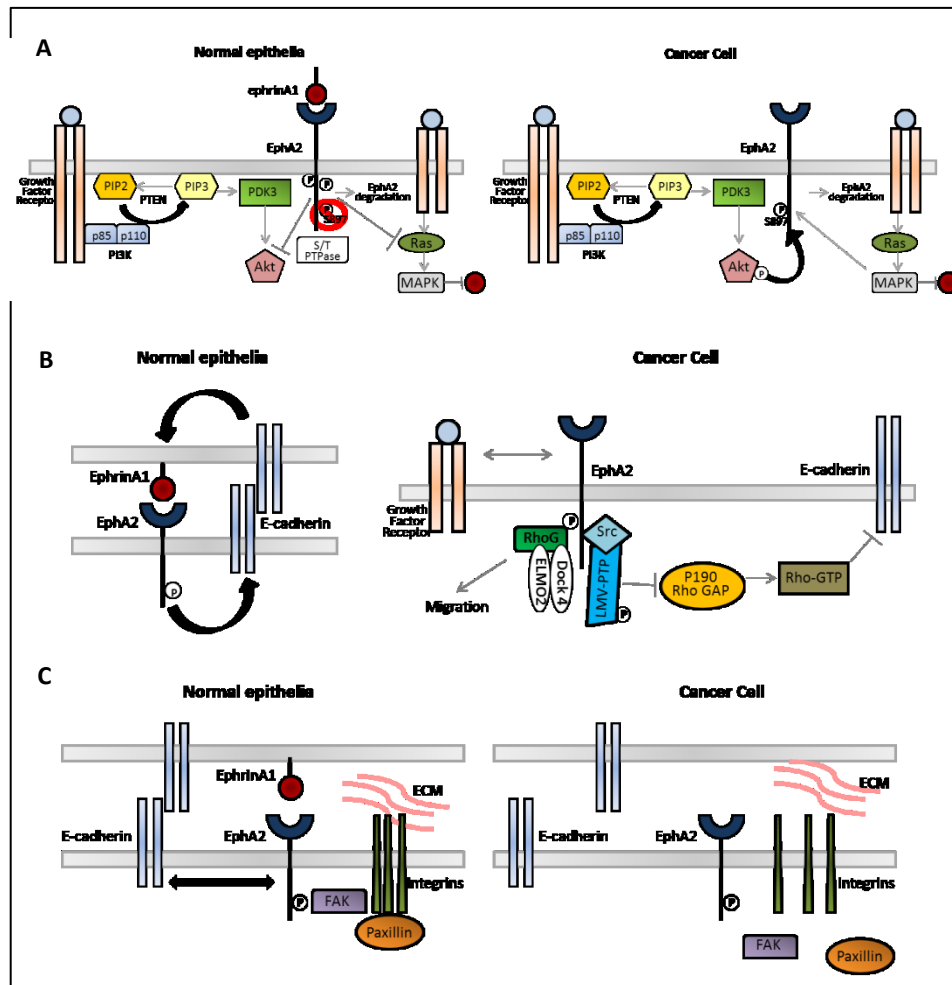 A
Normal epithelia
Cancer Cell
ephrinA1
EphA2
EphA2
Growth
Factor
Receptor
PIP2
PIP3
PTEN
PDK3
p85 p110
PI3K
Akt
P
P
P
S897
S/T
PTPase
EphA2
degradation
Ras
MAPK
Growth
Factor
Receptor
PIP2
PIP3
PTEN
PDK3
p85 p110
PI3K
Akt
P
P
S897
EphA2
degradation
Ras
MAPK
B
Normal epithelia
Cancer Cell
EphrinA1
EphA2
E-cadherin
P
EphA2
E-cadherin
Growth
Factor
Receptor
P
RhoG
Src
ELMO2
Dock 4
LMV-PTP
P
Migration
P190
Rho GAP
Rho-GTP
C
Normal epithelia
Cancer Cell
EphrinA1
ECM
E-cadherin
EphA2
Integrins
P
FAK
Paxillin
ECM
E-cadherin
EphA2
Integrins
P
FAK
Paxillin